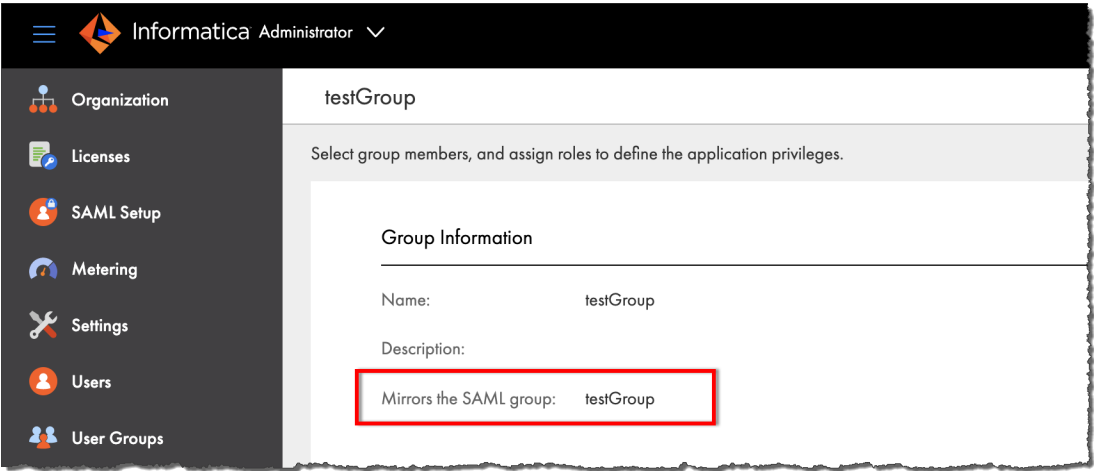 Informatica Administrator
Organization
Licenses
SAML Setup
Metering
Settings
Users
User Groups
testGroup
Select group members, and assign roles to define the application privileges.
Group Information
Name: testGroup
Description:
Mirrors the SAML group: testGroup